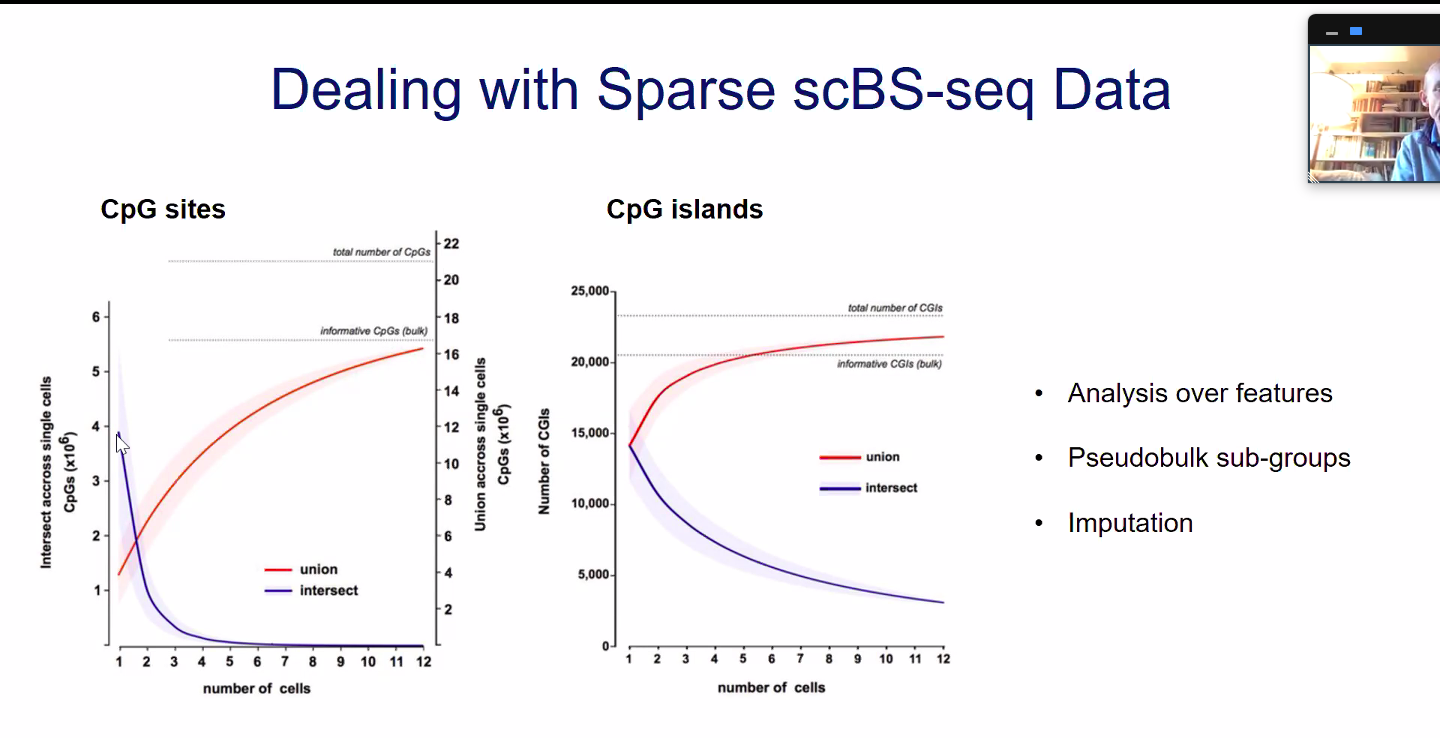 Dealing with Sparse scBS-seq Data
CpG sites
Intersect accross single cells
CpGs (x10⁶)
6
5
4
3
2
1
total number of CpGs
informative CpGs (bulk)
union
intersect
22
20
18
16
14
12
10
8
6
4
2
Union accross single cells
CpGs (x10⁶)
1 2 3 4 5 6 7 8 9 10 11 12
number of cells
CpG islands
Number of CGIs
25,000
20,000
15,000
10,000
5,000
0
total number of CGIs
informative CGIs (bulk)
union
intersect
1 2 3 4 5 6 7 8 9 10 11 12
number of cells
• Analysis over features
• Pseudobulk sub-groups
• Imputation